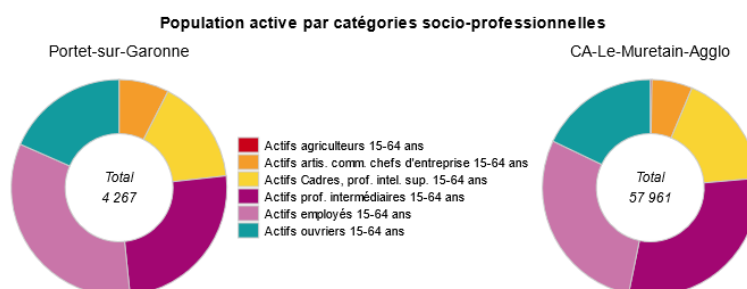 Population active par catégories socio-professionnelles
Portet-sur-Garonne
CA-Le-Muretain-Agglo
Total
4 267
Actifs agriculteurs 15-64 ans
Actifs artis. comm. chefs d'entreprise 15-64 ans
Actifs Cadres, prof. intel. sup. 15-64 ans
Actifs prof. intermédiaires 15-64 ans
Actifs employés 15-64 ans
Actifs ouvriers 15-64 ans
Total
57 961